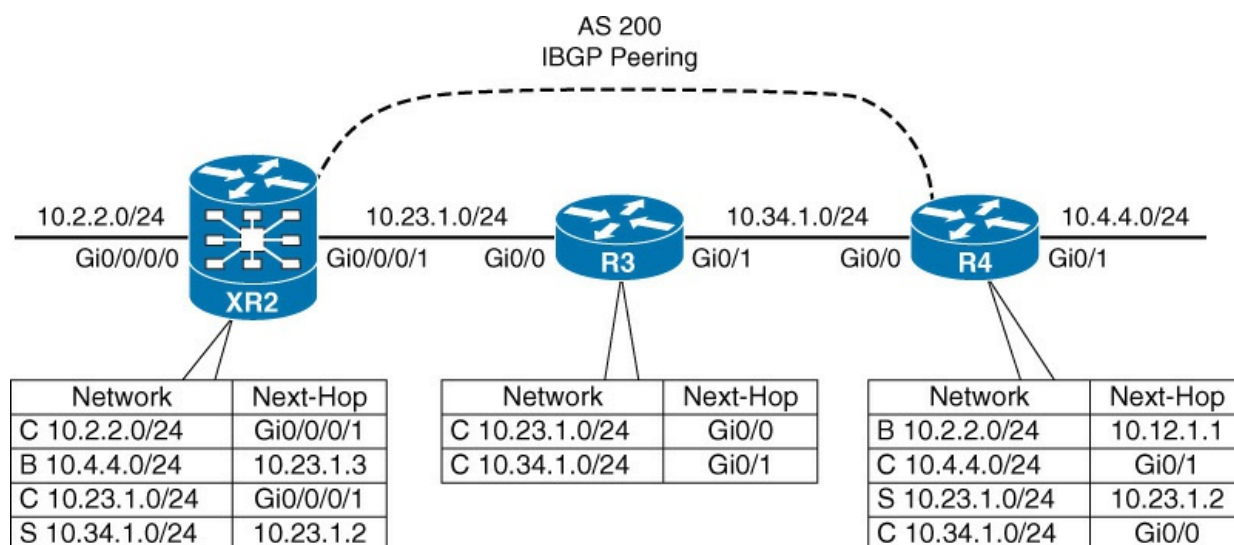 AS 200
IBGP Peering
10.2.2.0/24 10.23.1.0/24 10.34.1.0/24 10.4.4.0/24
Gi0/0/0/0 Gi0/0/0/1 Gi0/0 R3 Gi0/1 Gi0/0 R4 Gi0/1
XR2
Network Next-Hop
C 10.2.2.0/24 Gi0/0/0/1
B 10.4.4.0/24 10.23.1.3
C 10.23.1.0/24 Gi0/0/0/1
S 10.34.1.0/24 10.23.1.2
Network Next-Hop
C 10.23.1.0/24 Gi0/0
C 10.34.1.0/24 Gi0/1
Network Next-Hop
B 10.2.2.0/24 10.12.1.1
C 10.4.4.0/24 Gi0/1
S 10.23.1.0/24 10.23.1.2
C 10.34.1.0/24 Gi0/0